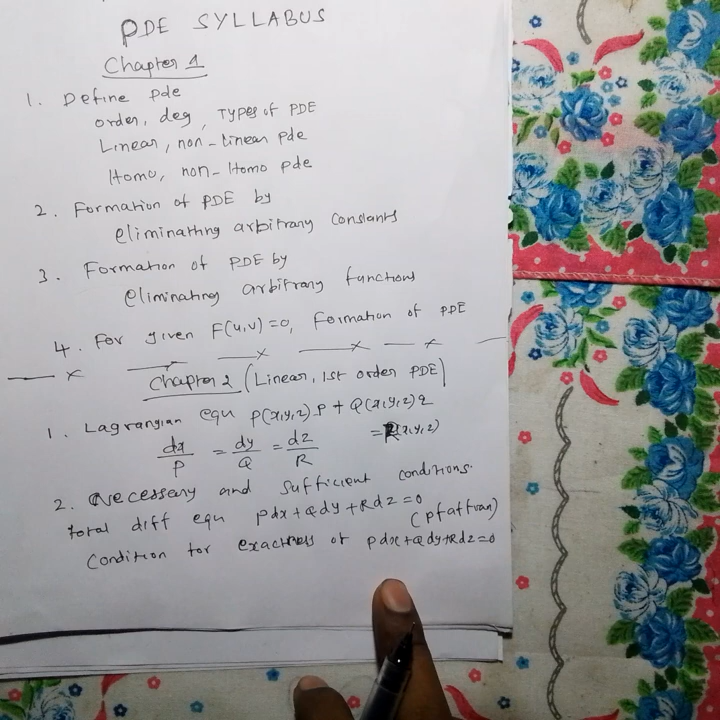 PDE SYLLABUS
Chapter 1
1. Define pde
order, deg, Types of PDE
Linear, non-Linear pde
Homo, non-Homo pde
2. Formation of PDE by
eliminating arbitrary constants
3. Formation of PDE by
eliminating arbitrary functions
4. For given F(u,v)=0, Formation of PDE
Chapter 2 (Linear, 1st order PDE)
1. Lagrangian equ P(x,y,z)p + Q(x,y,z)q
= R(x,y,z)
dx/P = dy/Q = dz/R
2. Necessary and sufficient conditions.
total diff equ Pdx+Qdy+Rdz=0
(Pfaffian)
Condition for exactness of Pdx+Qdy+Rdz=0